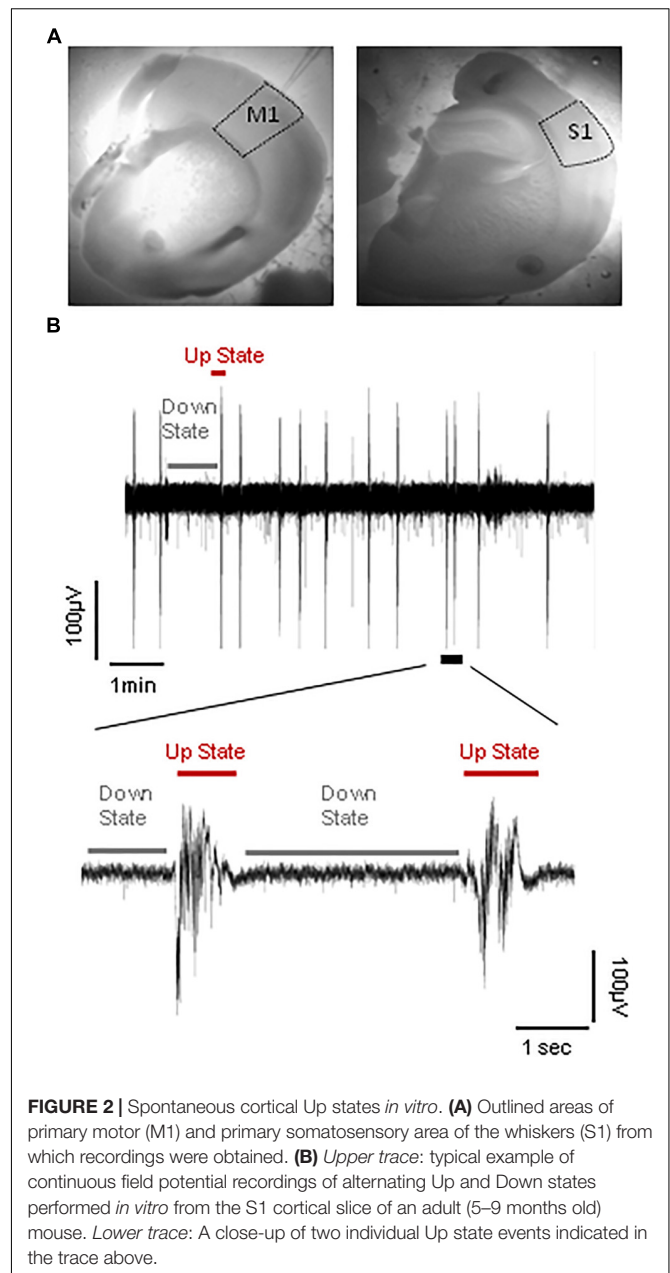 A
M1
S1
B
Up State
Down
State
100µV
1min
Up State
Up State
Down
State
Down
State
100µV
1 sec
FIGURE 2 | Spontaneous cortical Up states in vitro. (A) Outlined areas of
primary motor (M1) and primary somatosensory area of the whiskers (S1) from
which recordings were obtained. (B) Upper trace: typical example of
continuous field potential recordings of alternating Up and Down states
performed in vitro from the S1 cortical slice of an adult (5–9 months old)
mouse. Lower trace: A close-up of two individual Up state events indicated in
the trace above.